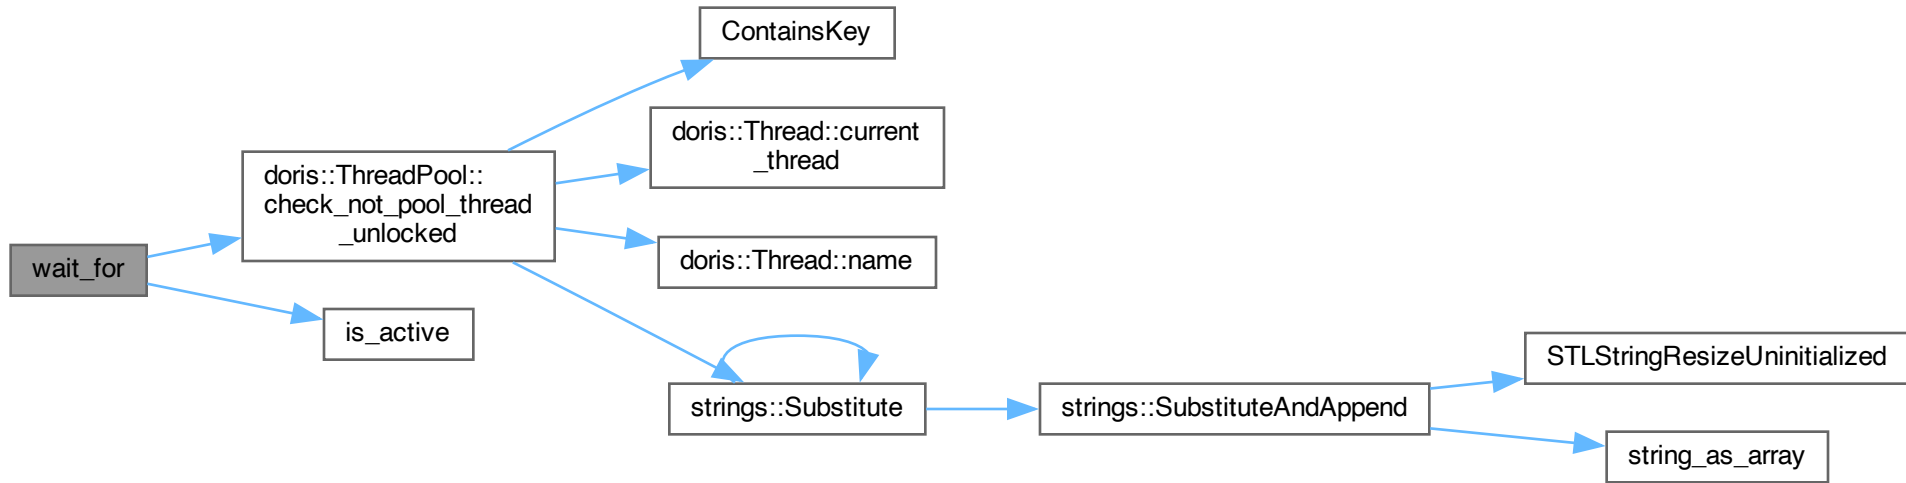 ContainsKey
doris::Thread::current
_thread
doris::ThreadPool::
check_not_pool_thread
_unlocked
doris::Thread::name
wait_for
is_active
strings::Substitute
strings::SubstituteAndAppend
STLStringResizeUninitialized
string_as_array